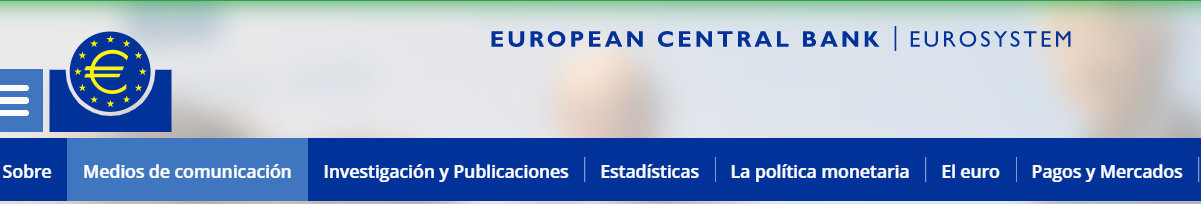 EUROPEAN CENTRAL BANK | EUROSYSTEM
Sobre Medios de comunicación Investigación y Publicaciones Estadísticas La política monetaria El euro Pagos y Mercados